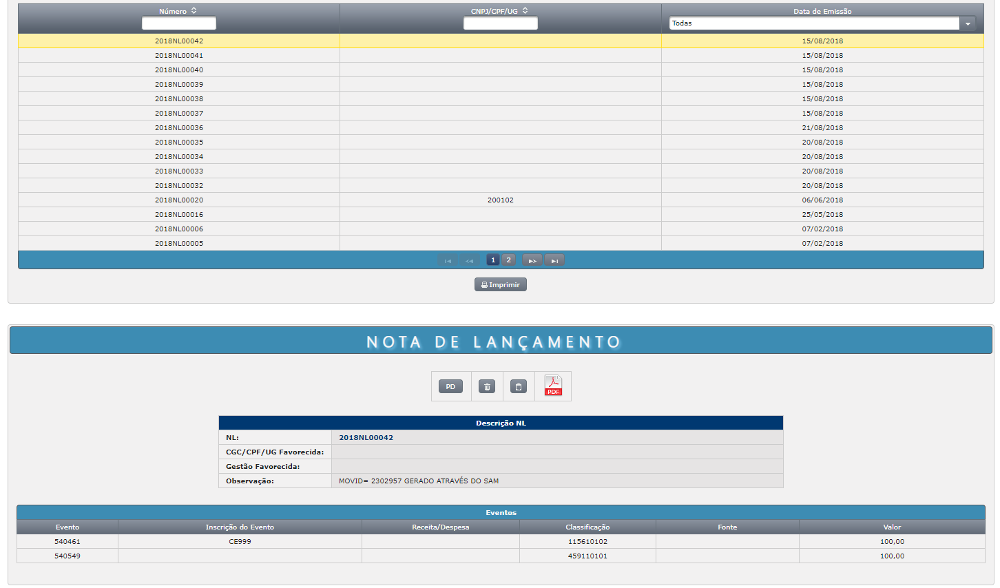 Número CNPJ/CPF/UG Data de Emissão
Todas
2018NL00042 15/08/2018
2018NL00041 15/08/2018
2018NL00040 15/08/2018
2018NL00039 15/08/2018
2018NL00038 15/08/2018
2018NL00037 15/08/2018
2018NL00036 21/08/2018
2018NL00035 20/08/2018
2018NL00034 20/08/2018
2018NL00033 20/08/2018
2018NL00032 20/08/2018
2018NL00020 200102 06/06/2018
2018NL00016 25/05/2018
2018NL00006 07/02/2018
2018NL00005 07/02/2018
1 2
Imprimir
NOTA DE LANÇAMENTO
PD PDF
Descrição NL
NL: 2018NL00042
CGC/CPF/UG Favorecida:
Gestão Favorecida:
Observação: MOVID= 2302957 GERADO ATRAVÉS DO SAM
Eventos
Evento Inscrição do Evento Receita/Despesa Classificação Fonte Valor
540461 CE999 115610102 100,00
540549 459110101 100,00